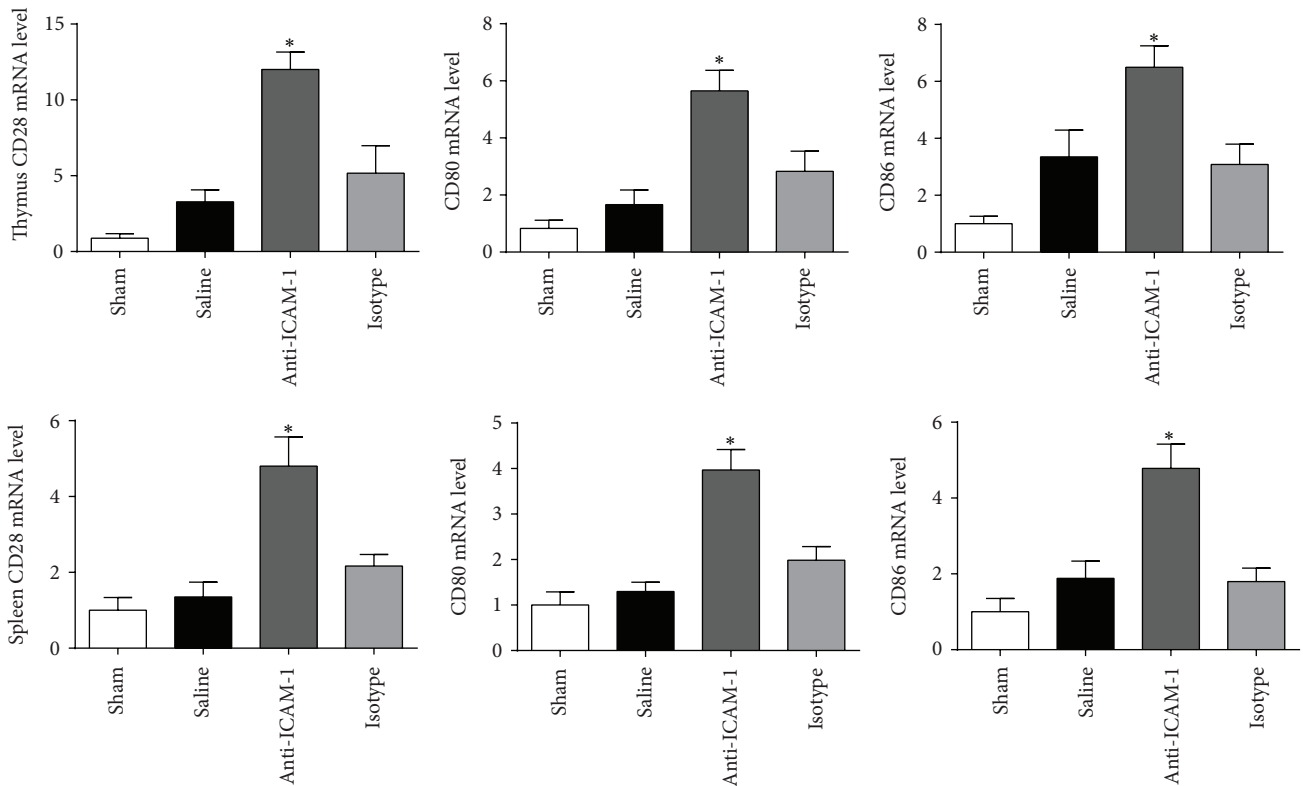 Thymus CD28 mRNA level
15
10
5
0
*
Sham
Saline
Anti-ICAM-1
Isotype
CD80 mRNA level
8
6
4
2
0
*
Sham
Saline
Anti-ICAM-1
Isotype
CD86 mRNA level
8
6
4
2
0
*
Sham
Saline
Anti-ICAM-1
Isotype
Spleen CD28 mRNA level
6
4
2
0
*
Sham
Saline
Anti-ICAM-1
Isotype
CD80 mRNA level
5
4
3
2
1
0
*
Sham
Saline
Anti-ICAM-1
Isotype
CD86 mRNA level
6
4
2
0
*
Sham
Saline
Anti-ICAM-1
Isotype